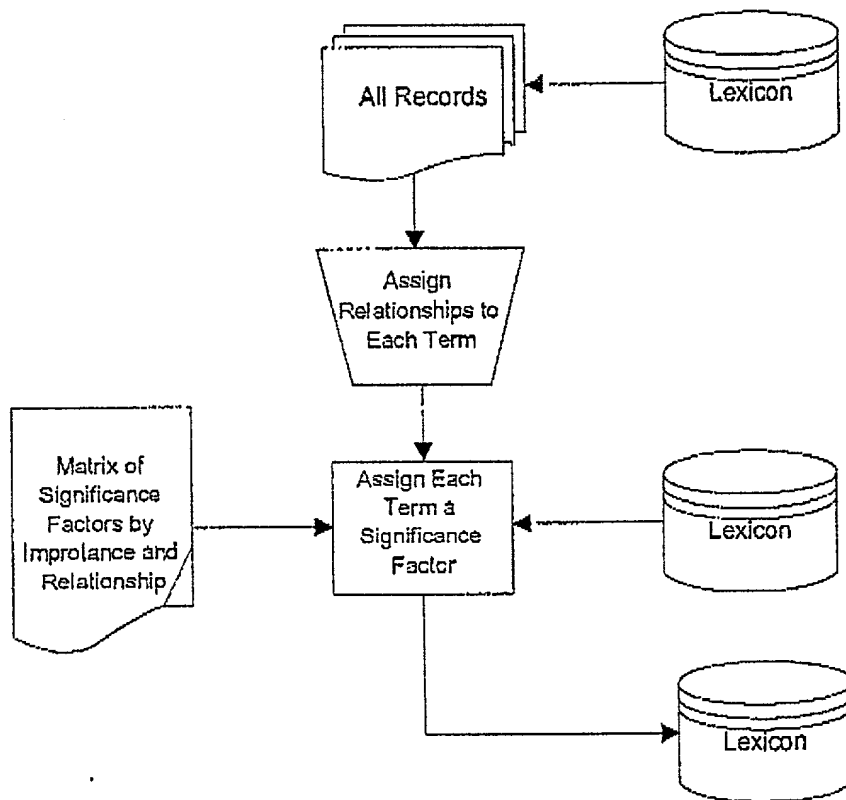 All Records
Lexicon
Assign
Relationships to
Each Term
Matrix of
Significance
Factors by
Improlance and
Relationship
Assign Each
Term a
Significance
Factor
Lexicon
Lexicon